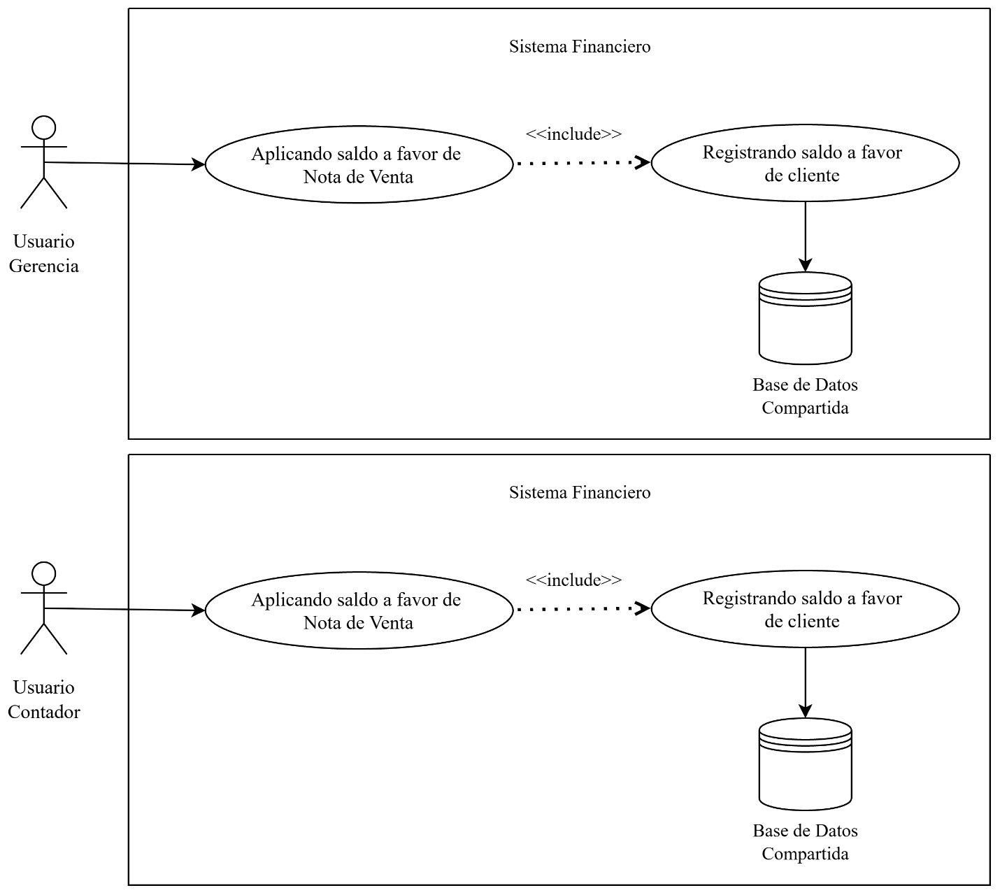 Sistema Financiero
Aplicando saldo a favor de
Nota de Venta
<<include>>
Registrando saldo a favor
de cliente
Usuario
Gerencia
Base de Datos
Compartida
Sistema Financiero
Aplicando saldo a favor de
Nota de Venta
<<include>>
Registrando saldo a favor
de cliente
Usuario
Contador
Base de Datos
Compartida